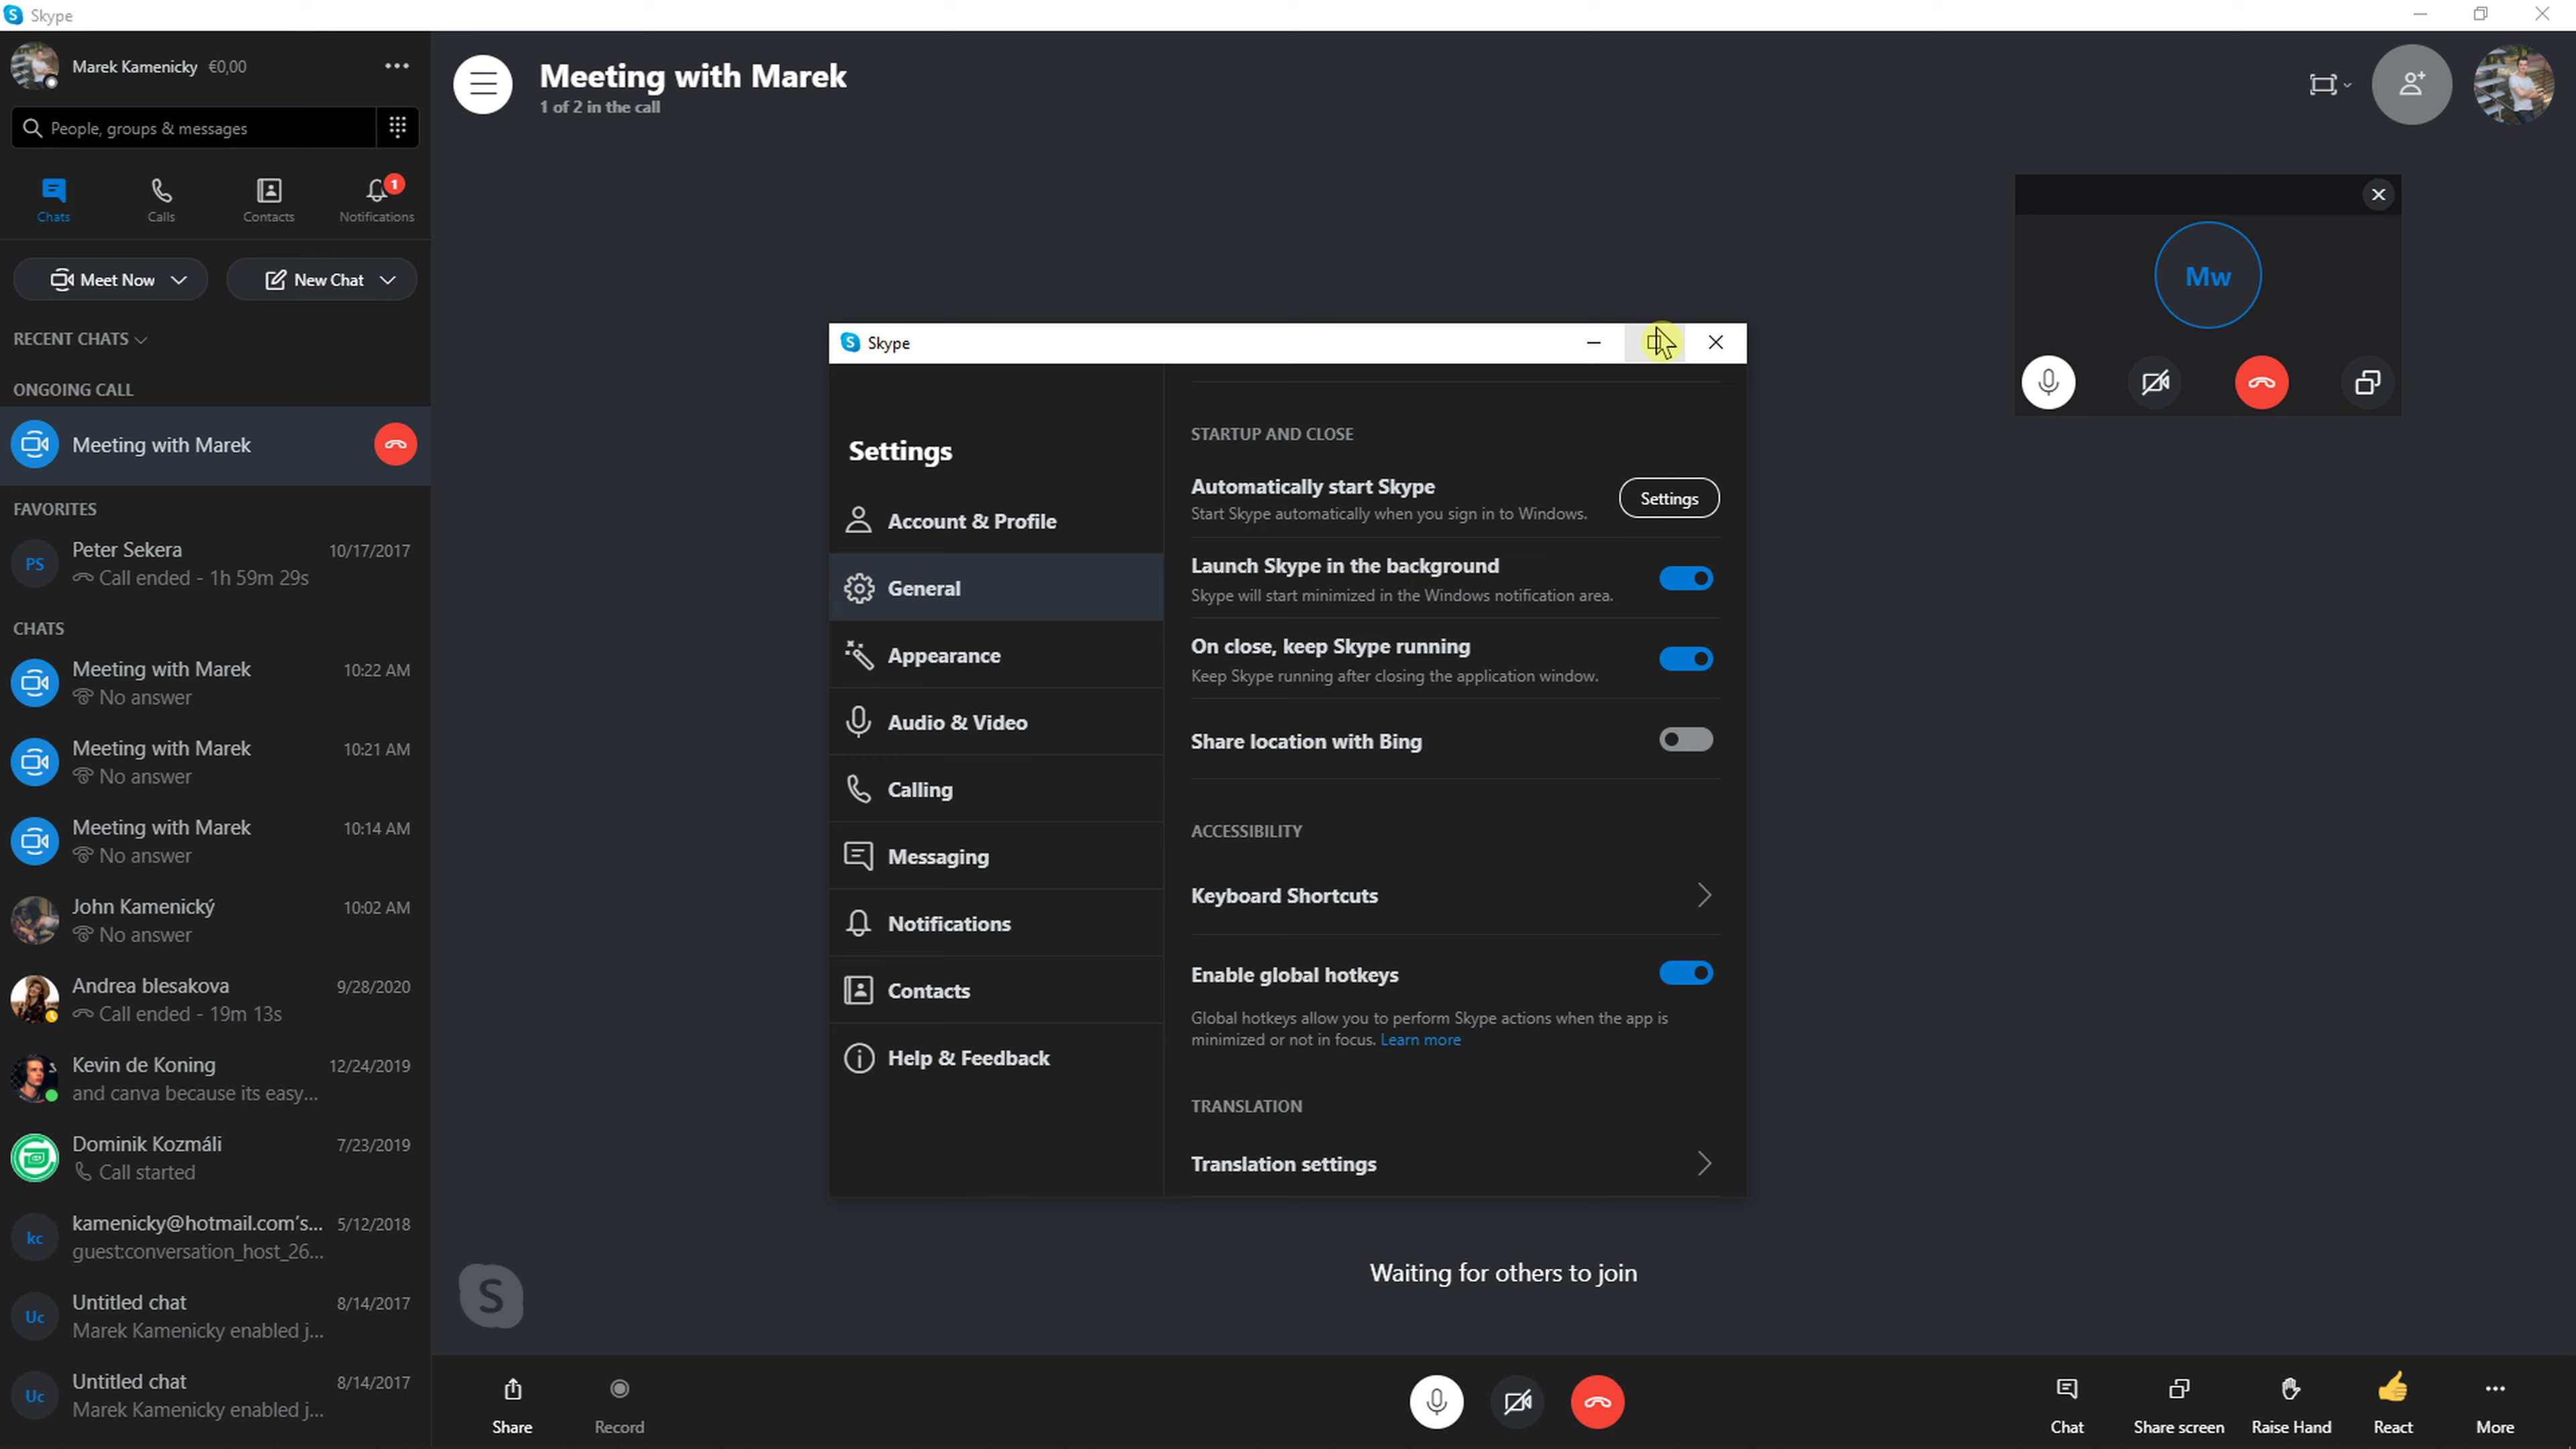 Skype
Marek Kamenicky €0,00
People, groups & messages
Chats
Calls
Contacts
Notifications
1
Meet Now
New Chat
RECENT CHATS
ONGOING CALL
Meeting with Marek
FAVORITES
PS
Peter Sekera 10/17/2017
Call ended - 1h 59m 29s
CHATS
Meeting with Marek 10:22 AM
No answer
Meeting with Marek 10:21 AM
No answer
Meeting with Marek 10:14 AM
No answer
John Kamenický 10:02 AM
No answer
Andrea blesakova 9/28/2020
Call ended - 19m 13s
Kevin de Koning 12/24/2019
and canva because its easy...
Dominik Kozmáli 7/23/2019
Call started
kc
kamenicky@hotmail.com's... 5/12/2018
guest:conversation_host_26...
Uc
Untitled chat 8/14/2017
Marek Kamenicky enabled j...
Uc
Untitled chat 8/14/2017
Marek Kamenicky enabled j...
Meeting with Marek
1 of 2 in the call
Mw
Skype
Settings
Account & Profile
General
Appearance
Audio & Video
Calling
Messaging
Notifications
Contacts
Help & Feedback
STARTUP AND CLOSE
Automatically start Skype
Start Skype automatically when you sign in to Windows.
Settings
Launch Skype in the background
Skype will start minimized in the Windows notification area.
On close, keep Skype running
Keep Skype running after closing the application window.
Share location with Bing
ACCESSIBILITY
Keyboard Shortcuts
Enable global hotkeys
Global hotkeys allow you to perform Skype actions when the app is
minimized or not in focus. Learn more
TRANSLATION
Translation settings
Waiting for others to join
S
Share
Record
Chat
Share screen
Raise Hand
React
More